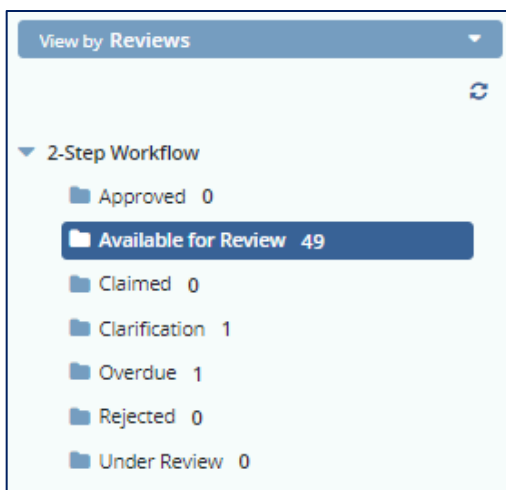 View by Reviews
2-Step Workflow
Approved 0
Available for Review 49
Claimed 0
Clarification 1
Overdue 1
Rejected 0
Under Review 0